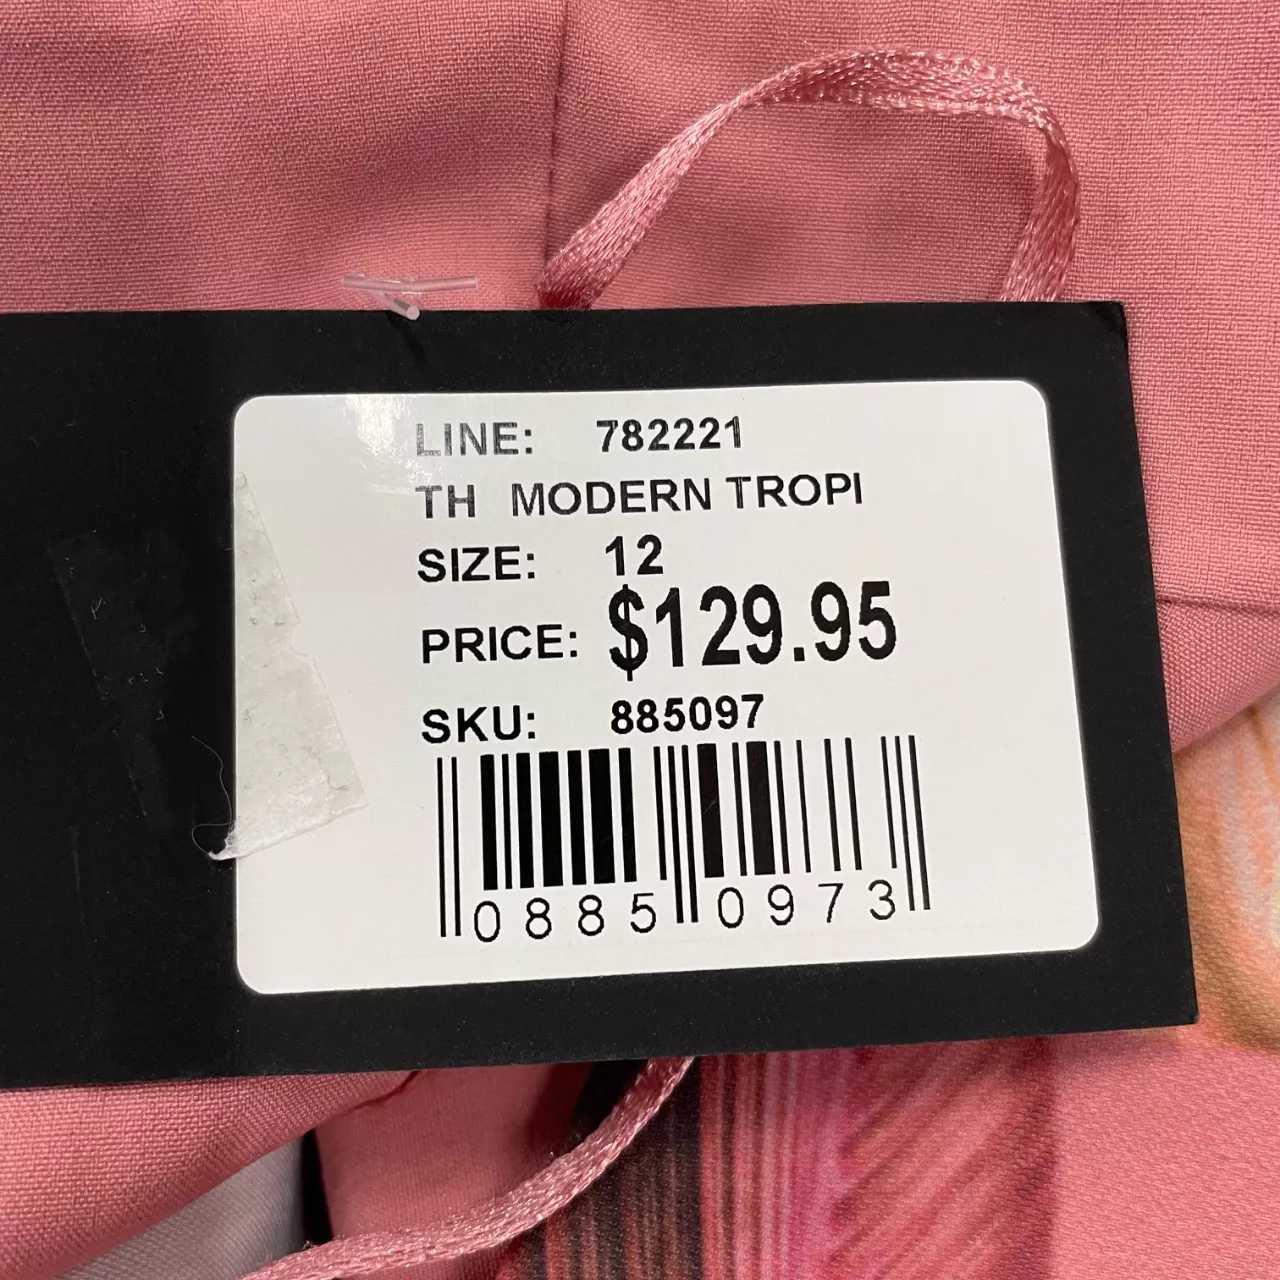 LINE: 782221
TH MODERN TROPI
SIZE: 12
PRICE: $129.95
SKU: 885097
0885 0973